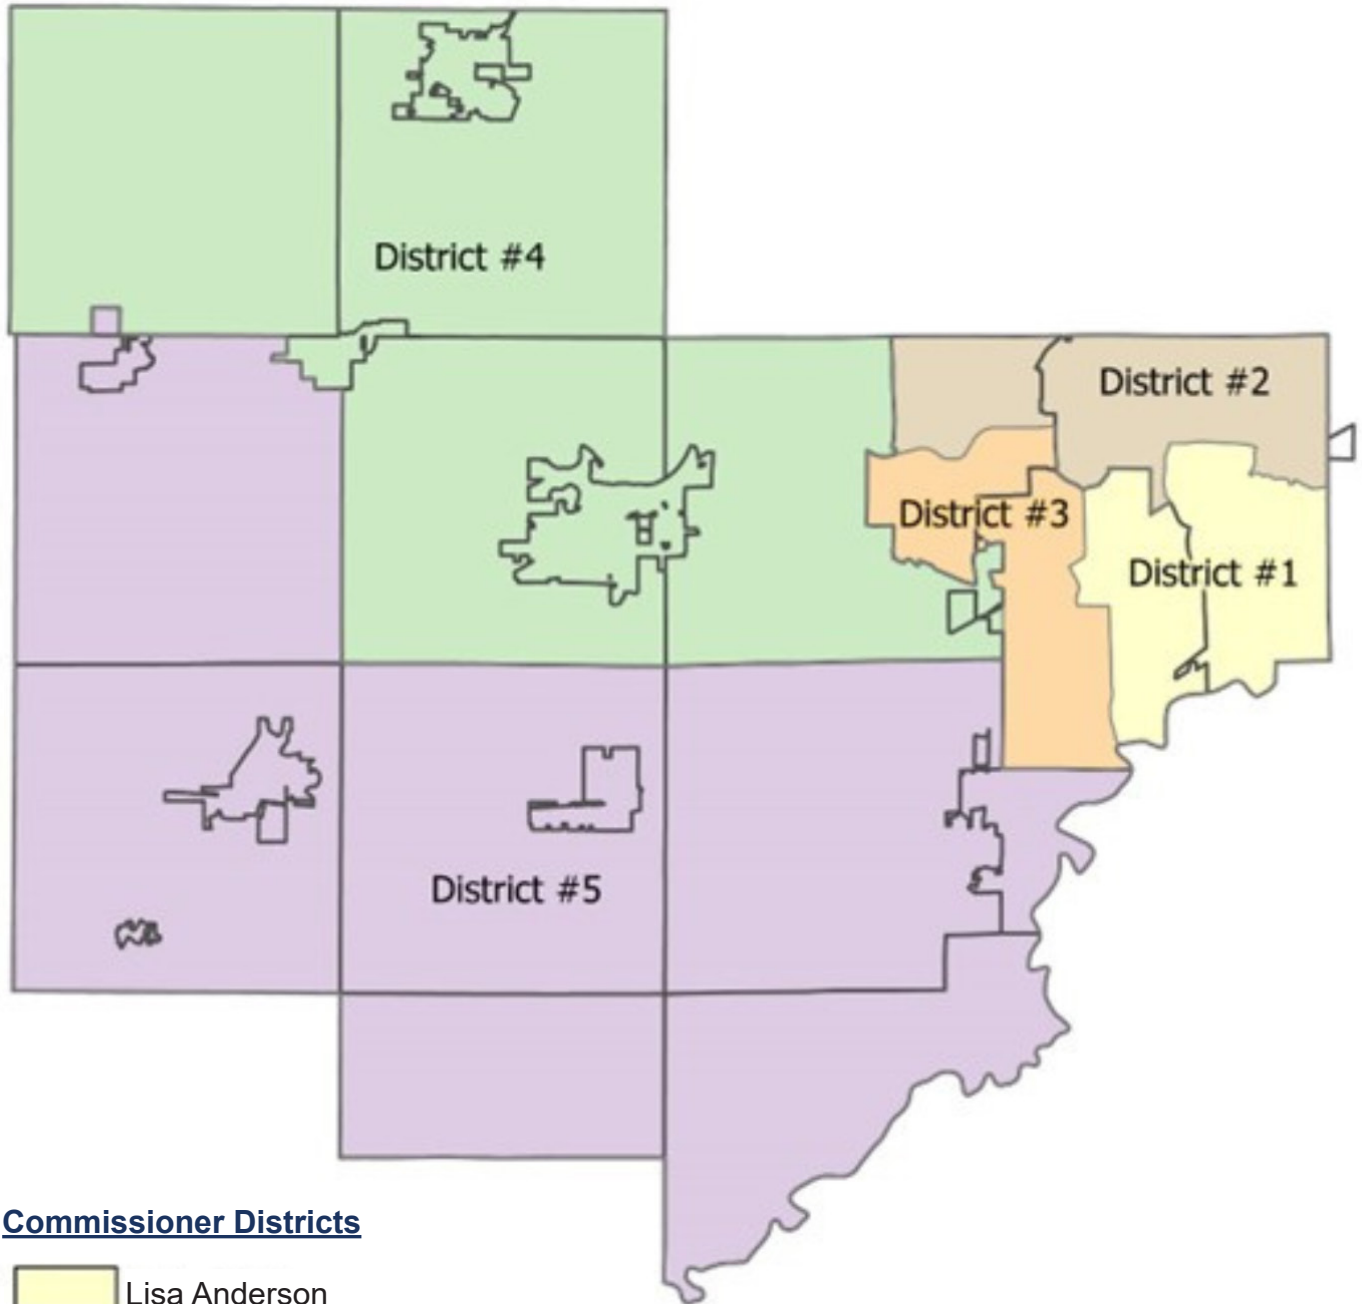 District #4
District #2
District #3
District #1
District #5
Commissioner Districts
Lisa Anderson